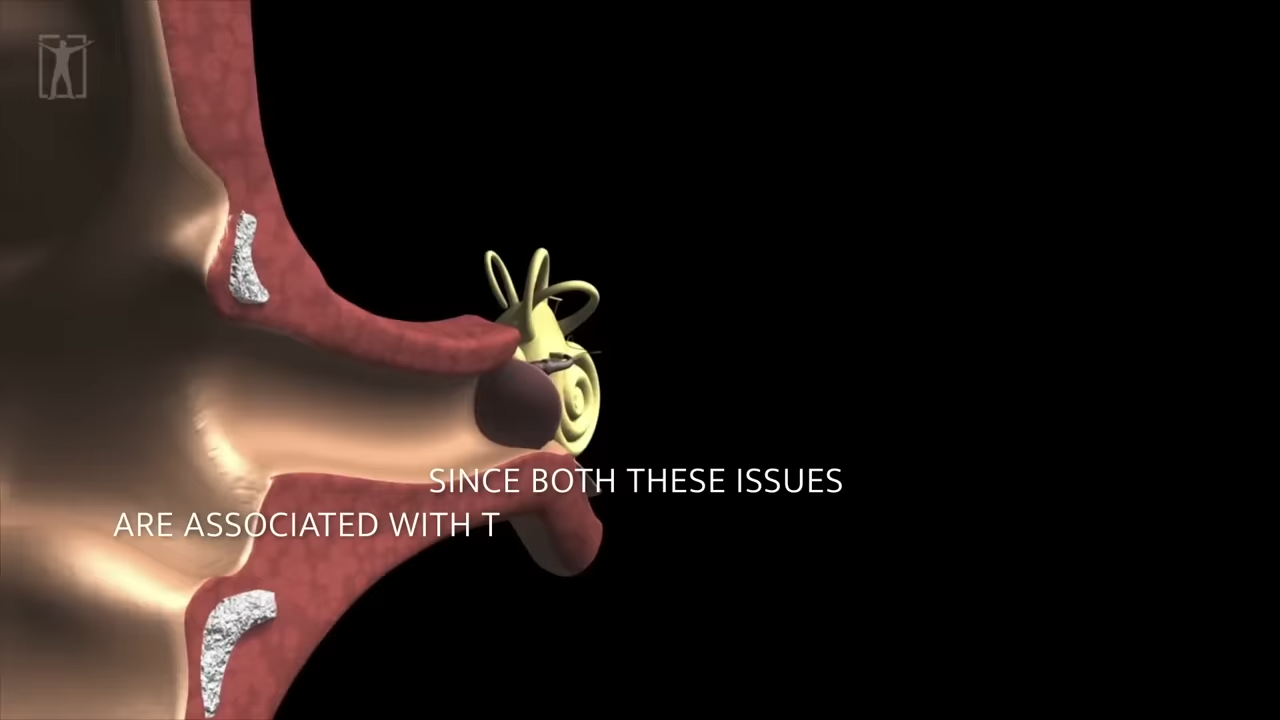 SINCE BOTH THESE ISSUES
ARE ASSOCIATED WITH T